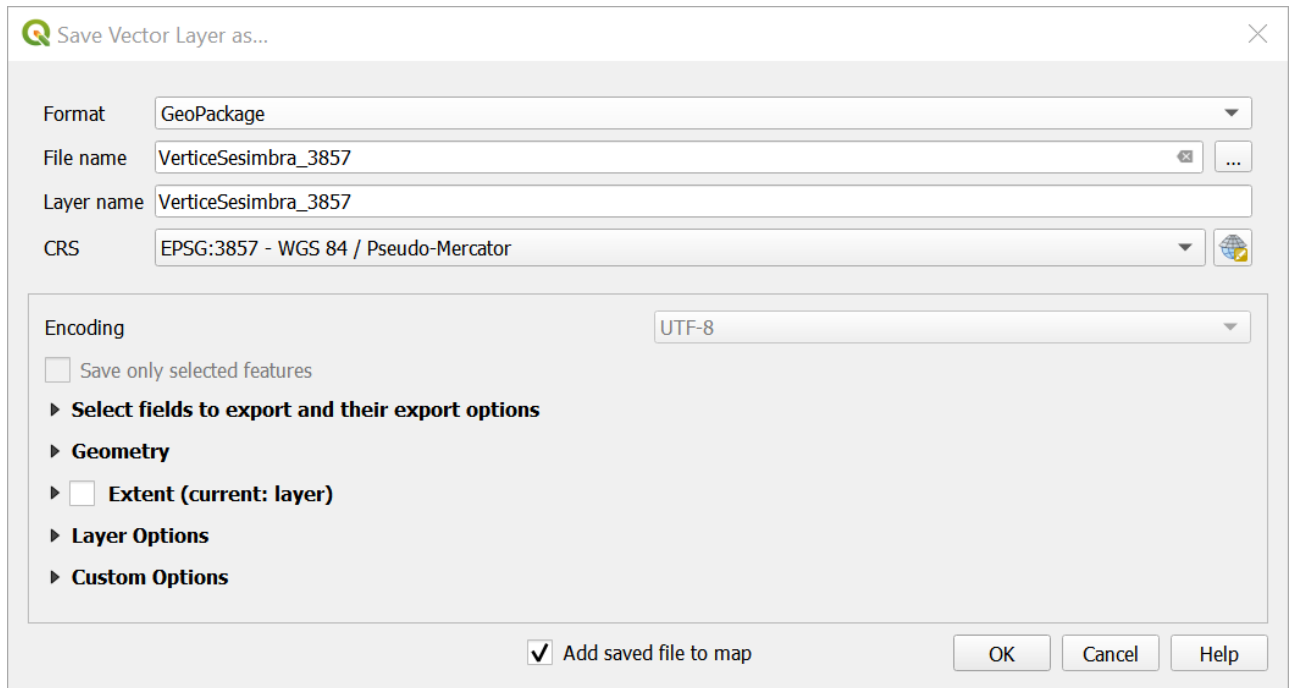 Save Vector Layer as...
Format GeoPackage
File name VerticeSesimbra_3857 ...
Layer name VerticeSesimbra_3857
CRS EPSG:3857 - WGS 84 / Pseudo-Mercator
Encoding UTF-8
Save only selected features
Select fields to export and their export options
Geometry
Extent (current: layer)
Layer Options
Custom Options
Add saved file to map OK Cancel Help